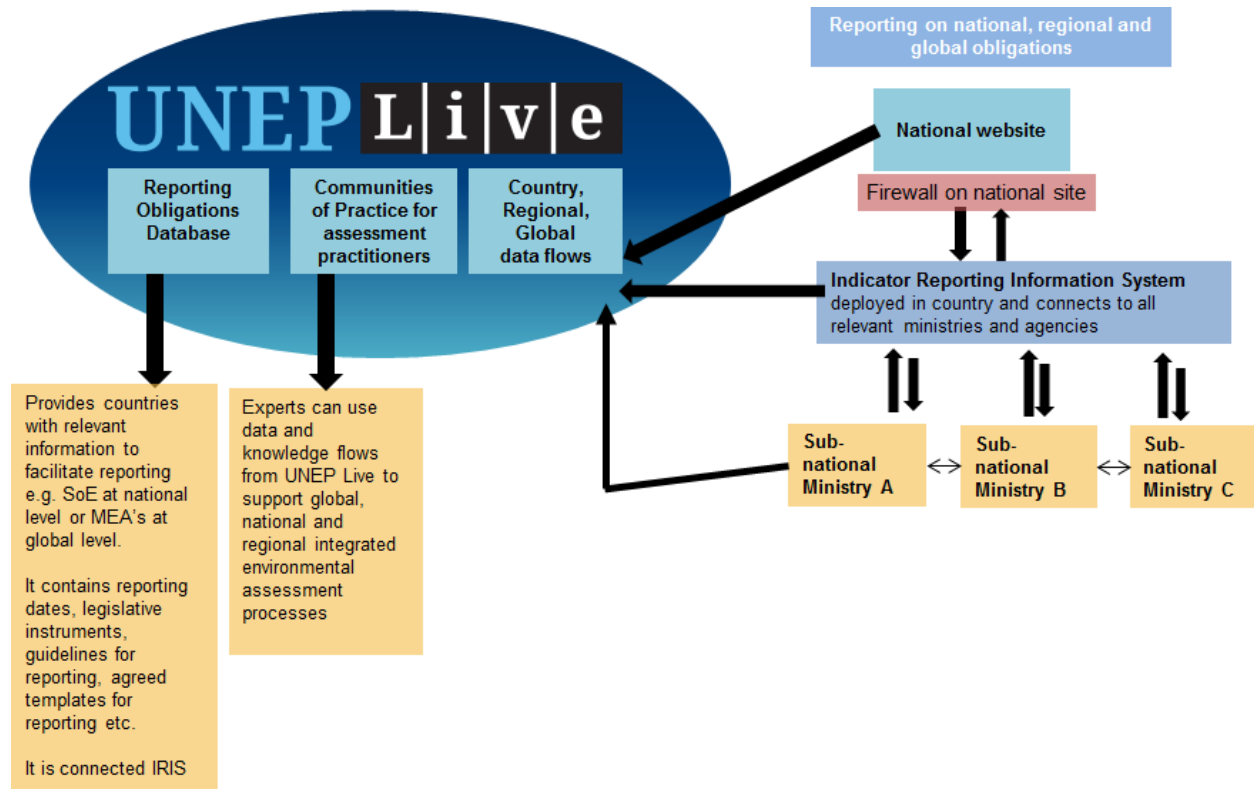 UNEP Live
Reporting
Obligations
Database
Communities
of Practice for
assessment
practitioners
Country,
Regional,
Global
data flows
Provides countries
with relevant
information to
facilitate reporting
e.g. SoE at national
level or MEA's at
global level.
It contains reporting
dates, legislative
instruments,
guidelines for
reporting, agreed
templates for
reporting etc.
It is connected IRIS
Experts can use
data and
knowledge flows
from UNEP Live to
support global,
national and
regional integrated
environmental
assessment
processes
Reporting on national, regional and
global obligations
National website
Firewall on national site
Indicator Reporting Information System
deployed in country and connects to all
relevant ministries and agencies
Sub-
national
Ministry A
Sub-
national
Ministry B
Sub-
national
Ministry C